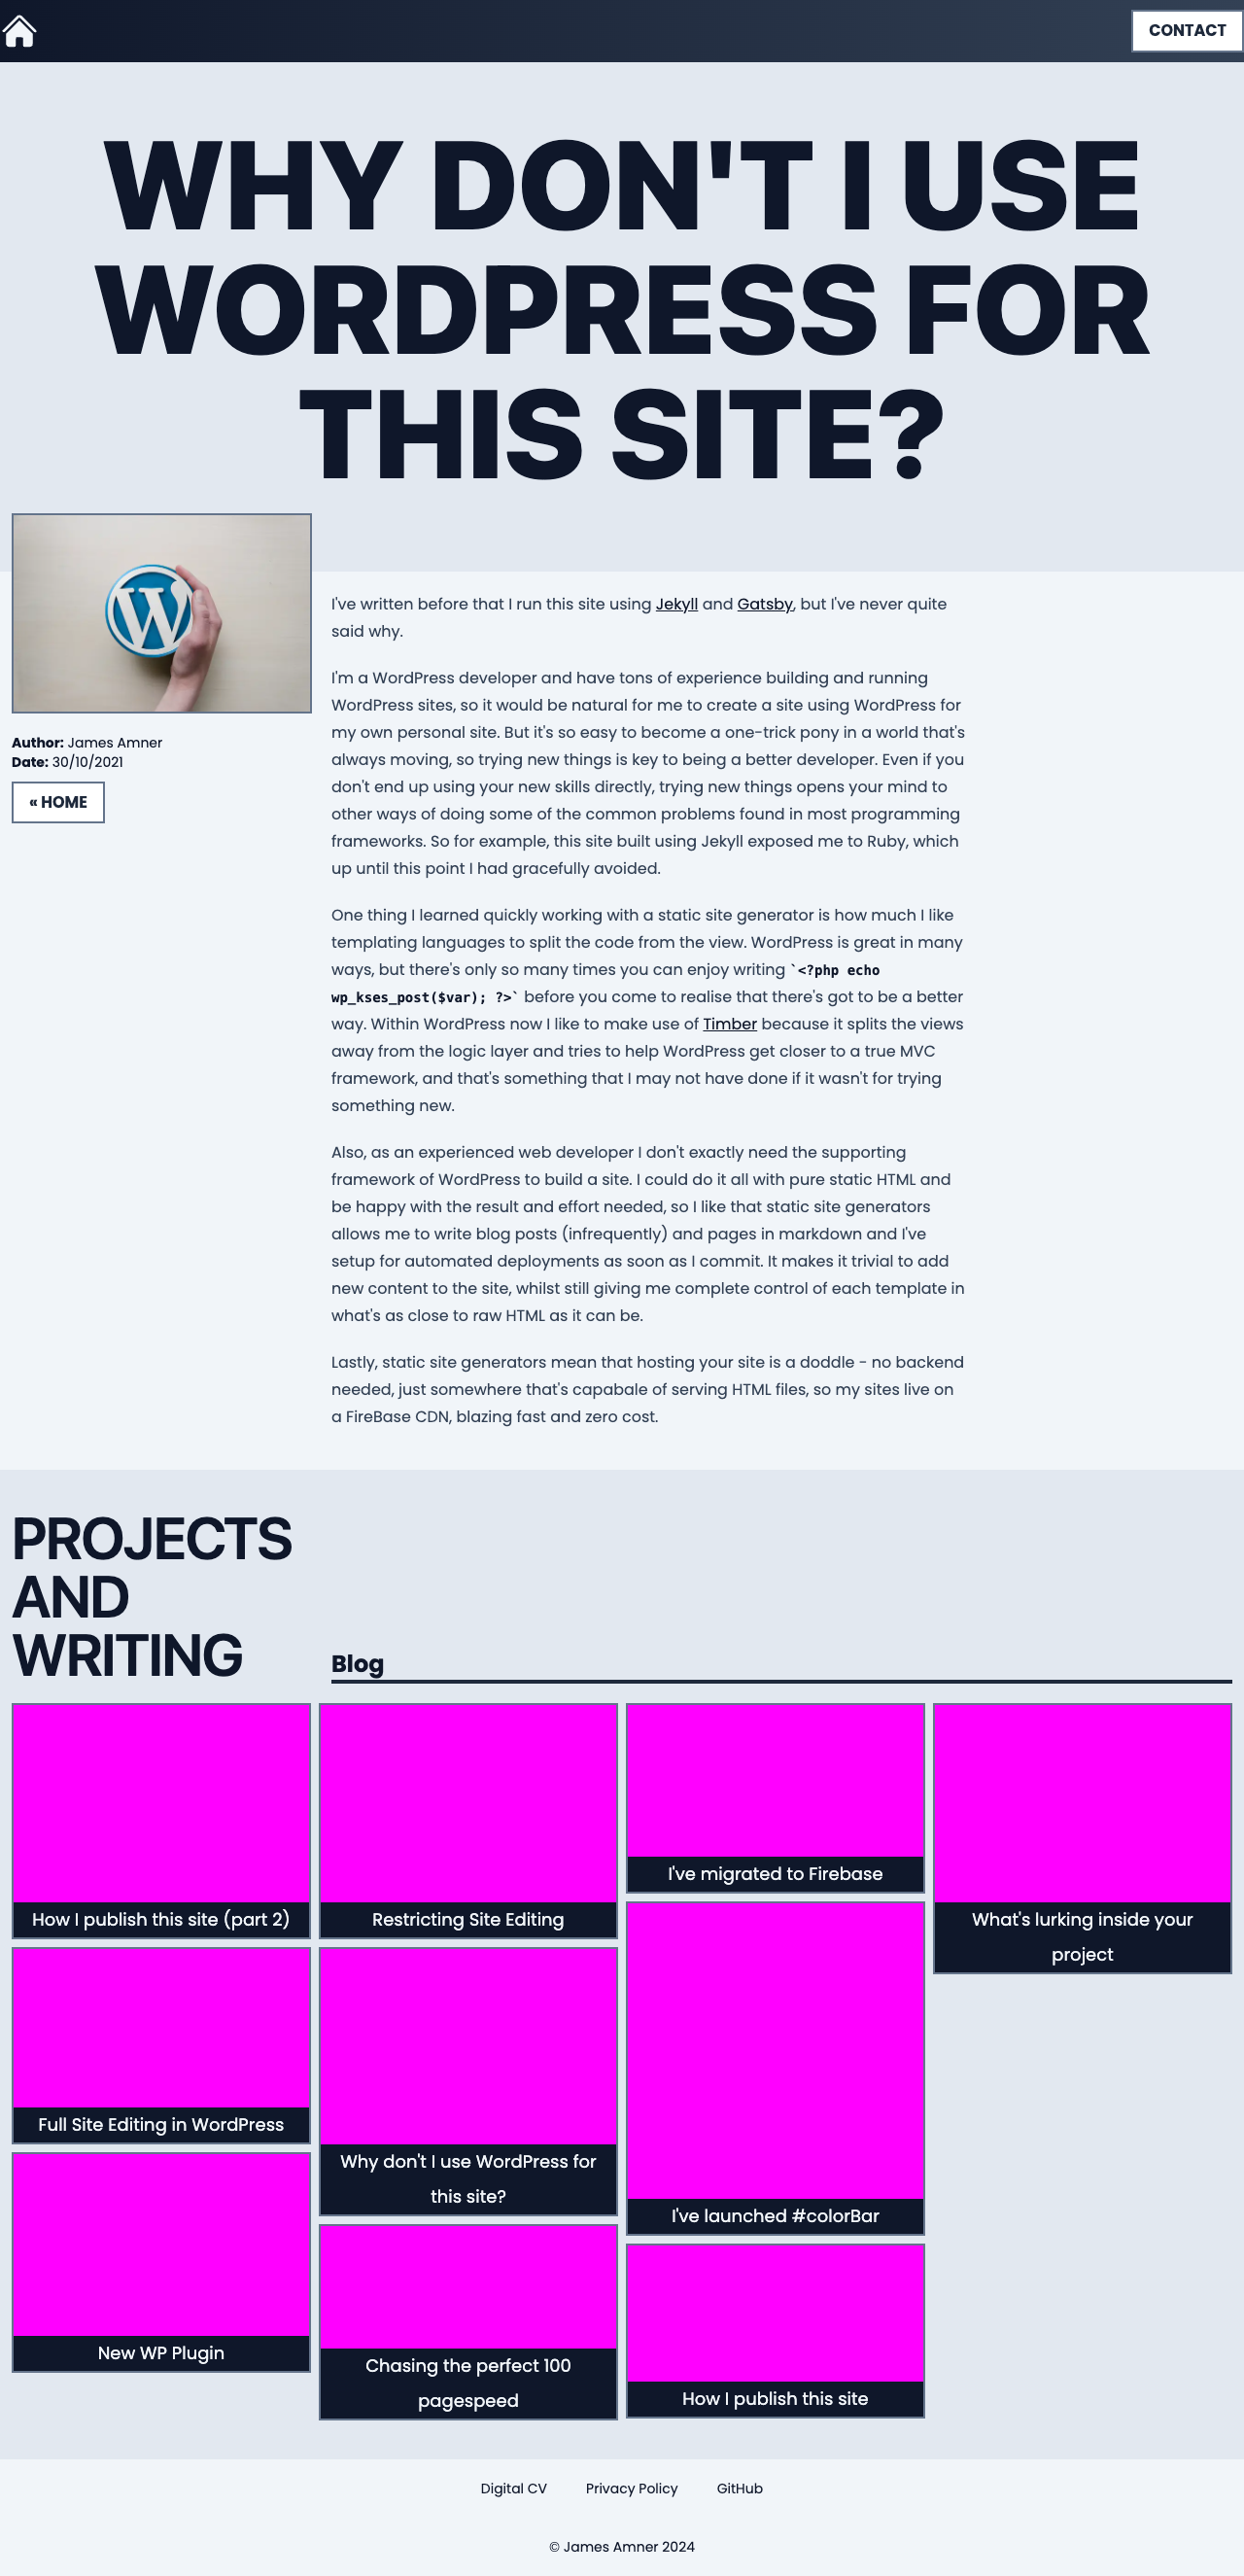 CONTACT
WHY DON'T I USE
WORDPRESS FOR
THIS SITE?
W
Author: James Amner
Date: 30/10/2021
« HOME
I've written before that I run this site using Jekyll and Gatsby, but I've never quite
said why.
I'm a WordPress developer and have tons of experience building and running
WordPress sites, so it would be natural for me to create a site using WordPress for
my own personal site. But it's so easy to become a one-trick pony in a world that's
always moving, so trying new things is key to being a better developer. Even if you
don't end up using your new skills directly, trying new things opens your mind to
other ways of doing some of the common problems found in most programming
frameworks. So for example, this site built using Jekyll exposed me to Ruby, which
up until this point I had gracefully avoided.
One thing I learned quickly working with a static site generator is how much I like
templating languages to split the code from the view. WordPress is great in many
ways, but there's only so many times you can enjoy writing `<?php echo
wp_kses_post($var); ?>` before you come to realise that there's got to be a better
way. Within WordPress now I like to make use of Timber because it splits the views
away from the logic layer and tries to help WordPress get closer to a true MVC
framework, and that's something that I may not have done if it wasn't for trying
something new.
Also, as an experienced web developer I don't exactly need the supporting
framework of WordPress to build a site. I could do it all with pure static HTML and
be happy with the result and effort needed, so I like that static site generators
allows me to write blog posts (infrequently) and pages in markdown and I've
setup for automated deployments as soon as I commit. It makes it trivial to add
new content to the site, whilst still giving me complete control of each template in
what's as close to raw HTML as it can be.
Lastly, static site generators mean that hosting your site is a doddle - no backend
needed, just somewhere that's capabale of serving HTML files, so my sites live on
a FireBase CDN, blazing fast and zero cost.
PROJECTS
AND
WRITING
Blog
How I publish this site (part 2)
Restricting Site Editing
I've migrated to Firebase
What's lurking inside your
project
Full Site Editing in WordPress
Why don't I use WordPress for
this site?
I've launched #colorBar
New WP Plugin
Chasing the perfect 100
pagespeed
How I publish this site
Digital CV
Privacy Policy
GitHub
© James Amner 2024